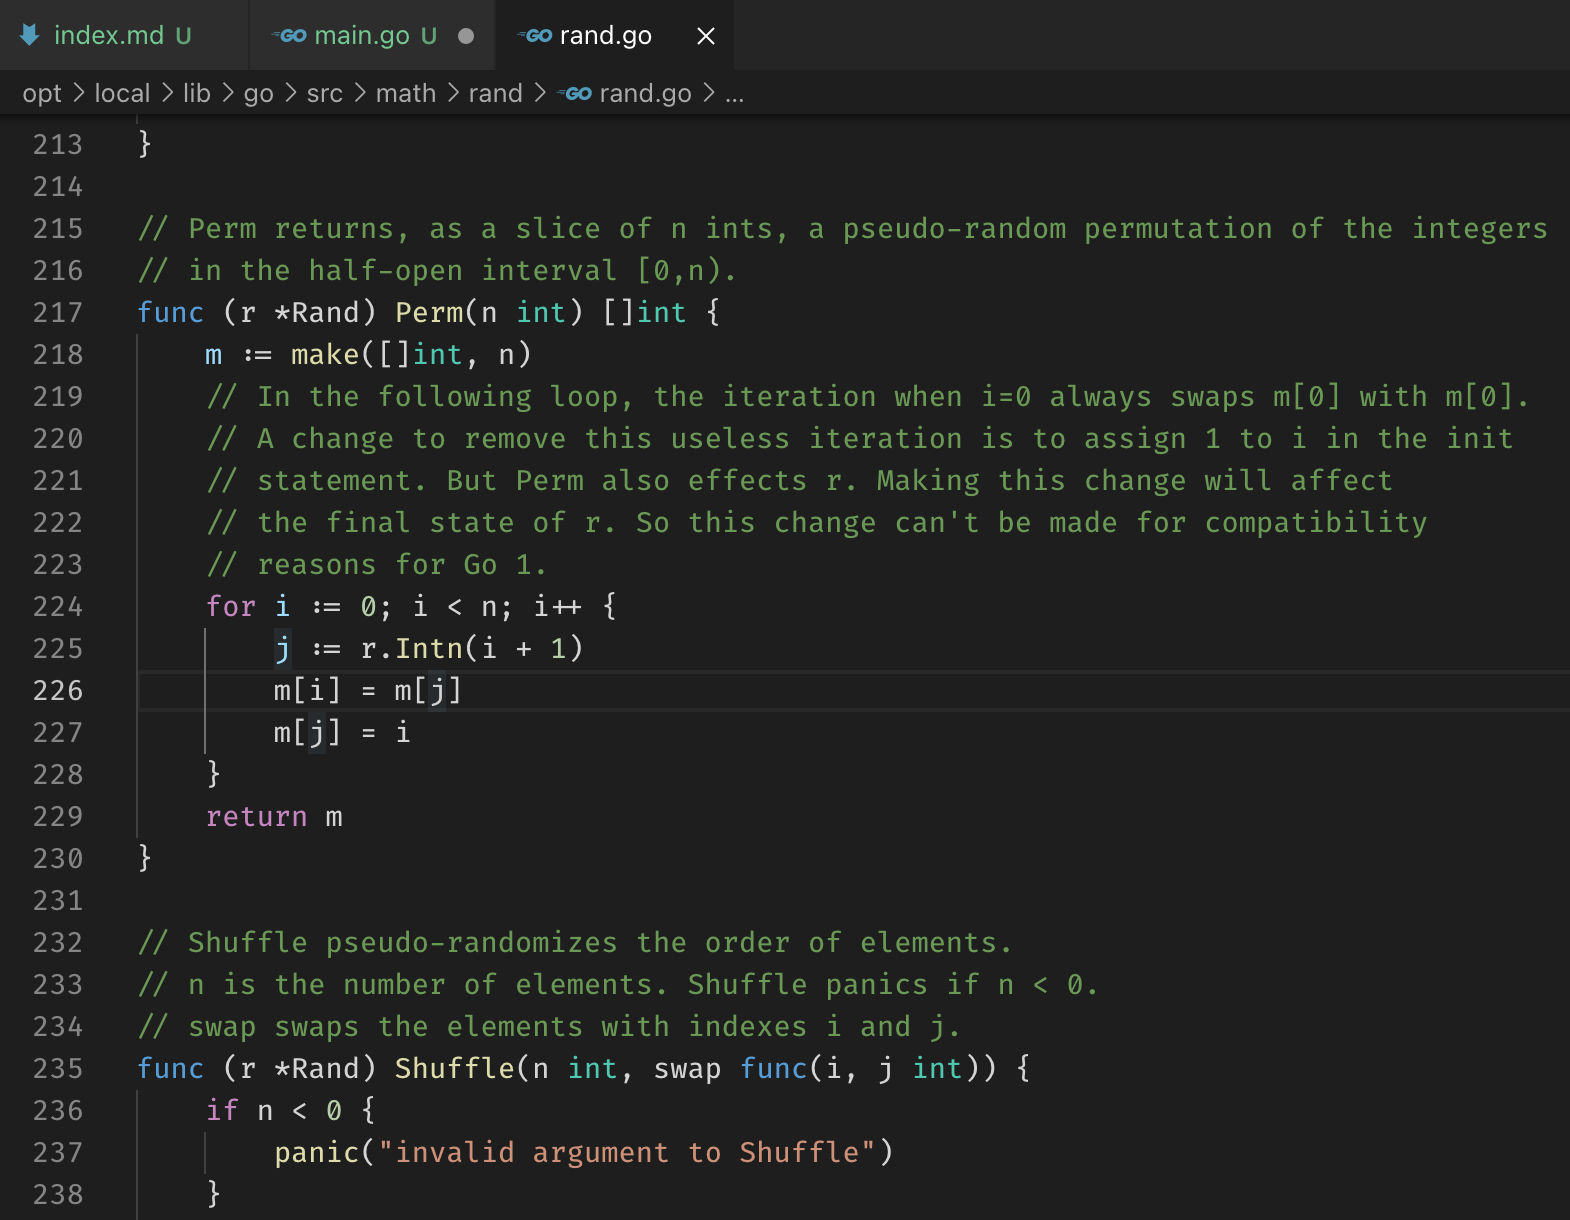 index.md U
GO main.go U
GO rand.go ×
opt > local > lib > go > src > math > rand > GO rand.go > ...
213 }
214
215 // Perm returns, as a slice of n ints, a pseudo-random permutation of the integers
216 // in the half-open interval [0,n).
217 func (r *Rand) Perm(n int) []int {
218     m := make([]int, n)
219     // In the following loop, the iteration when i=0 always swaps m[0] with m[0].
220     // A change to remove this useless iteration is to assign 1 to i in the init
221     // statement. But Perm also effects r. Making this change will affect
222     // the final state of r. So this change can't be made for compatibility
223     // reasons for Go 1.
224     for i := 0; i < n; i++ {
225         j := r.Intn(i + 1)
226         m[i] = m[j]
227         m[j] = i
228     }
229     return m
230 }
231
232 // Shuffle pseudo-randomizes the order of elements.
233 // n is the number of elements. Shuffle panics if n < 0.
234 // swap swaps the elements with indexes i and j.
235 func (r *Rand) Shuffle(n int, swap func(i, j int)) {
236     if n < 0 {
237         panic("invalid argument to Shuffle")
238     }